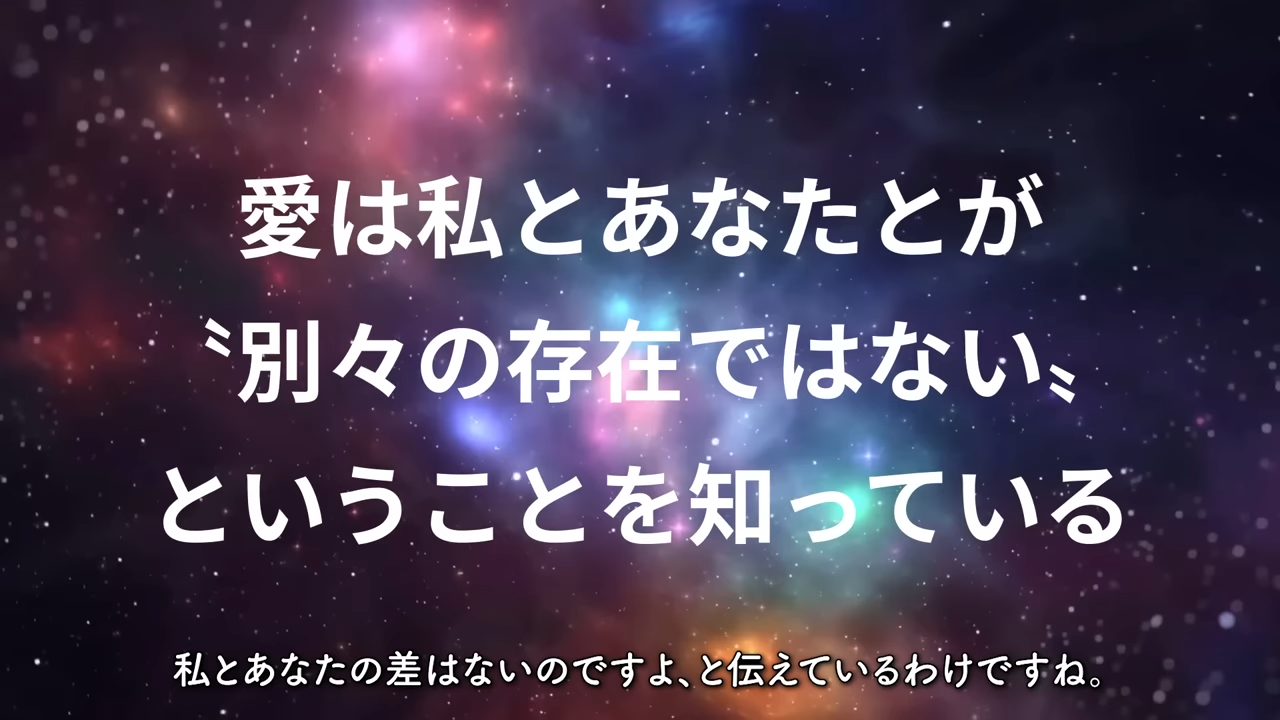 愛は私とあなたとが
〝別々の存在ではない〟
ということを知っている
私とあなたの差はないのですよ、と伝えているわけですね。